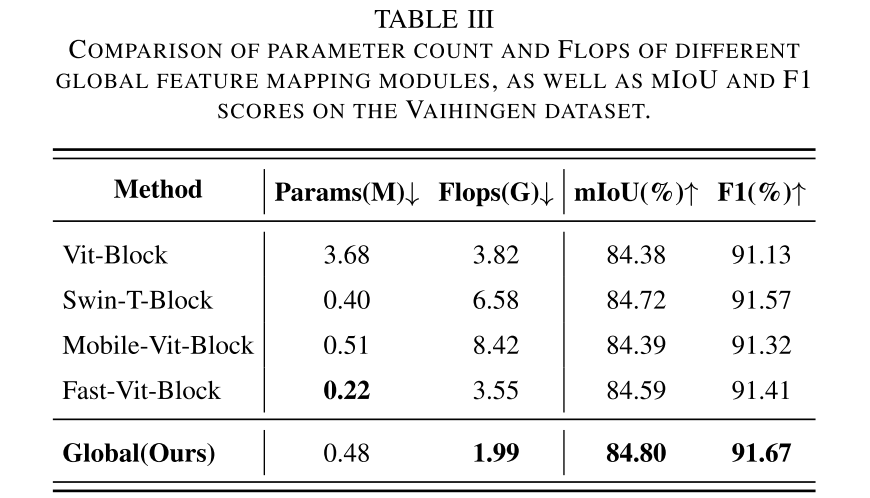 TABLE III
COMPARISON OF PARAMETER COUNT AND FLOPS OF DIFFERENT
GLOBAL FEATURE MAPPING MODULES, AS WELL AS MIOU AND F1
SCORES ON THE VAIHINGEN DATASET.
Method Params(M)↓ Flops(G)↓ mIoU(%)↑ F1(%)↑
Vit-Block 3.68 3.82 84.38 91.13
Swin-T-Block 0.40 6.58 84.72 91.57
Mobile-Vit-Block 0.51 8.42 84.39 91.32
Fast-Vit-Block 0.22 3.55 84.59 91.41
Global(Ours) 0.48 1.99 84.80 91.67